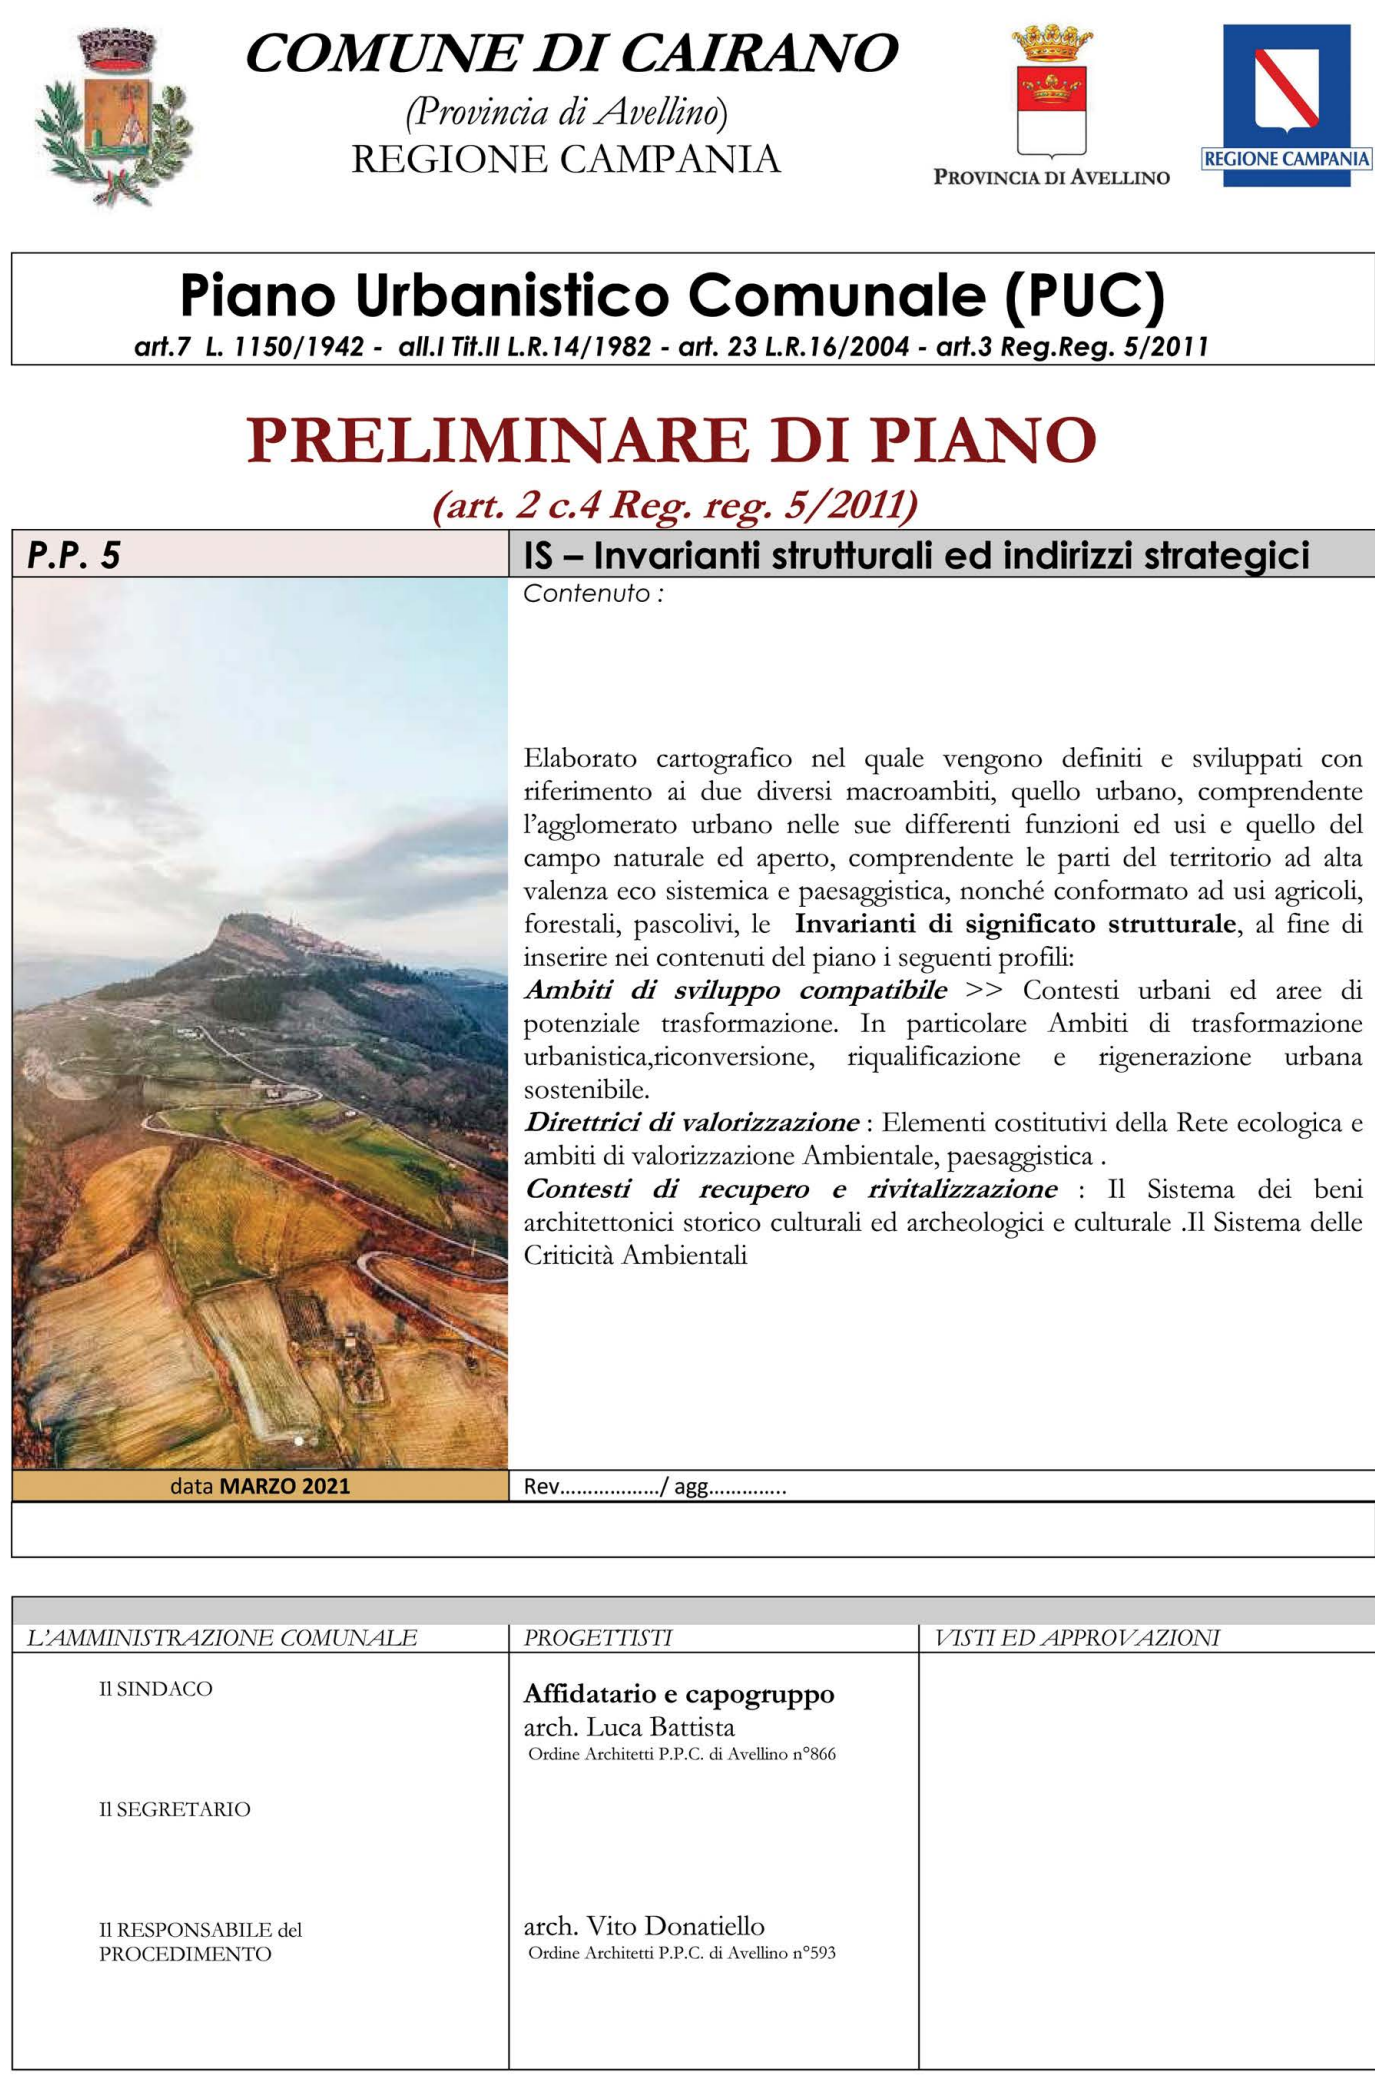 COMUNE DI CAIRANO
(Provincia di Avellino)
REGIONE CAMPANIA
PROVINCIA DI AVELLINO
REGIONE CAMPANIA
Piano Urbanistico Comunale (PUC)
art.7 L. 1150/1942 - all.I Tit.II L.R.14/1982 - art. 23 L.R.16/2004 - art.3 Reg.Reg. 5/2011
PRELIMINARE DI PIANO
(art. 2 c.4 Reg. reg. 5/2011)
P.P. 5
IS – Invarianti strutturali ed indirizzi strategici
Contenuto :
Elaborato cartografico nel quale vengono definiti e sviluppati con
riferimento ai due diversi macroambiti, quello urbano, comprendente
l’agglomerato urbano nelle sue differenti funzioni ed usi e quello del
campo naturale ed aperto, comprendente le parti del territorio ad alta
valenza eco sistemica e paesaggistica, nonché conformato ad usi agricoli,
forestali, pascolivi, le Invarianti di significato strutturale, al fine di
inserire nei contenuti del piano i seguenti profili:
Ambiti di sviluppo compatibile >> Contesti urbani ed aree di
potenziale trasformazione. In particolare Ambiti di trasformazione
urbanistica,riconversione, riqualificazione e rigenerazione urbana
sostenibile.
Direttrici di valorizzazione : Elementi costitutivi della Rete ecologica e
ambiti di valorizzazione Ambientale, paesaggistica .
Contesti di recupero e rivitalizzazione : Il Sistema dei beni
architettonici storico culturali ed archeologici e culturale .Il Sistema delle
Criticità Ambientali
data MARZO 2021
Rev………………/ agg…………..
L’AMMINISTRAZIONE COMUNALE
PROGETTISTI
VISTI ED APPROVAZIONI
Il SINDACO
Affidatario e capogruppo
arch. Luca Battista
Ordine Architetti P.P.C. di Avellino n°866
Il SEGRETARIO
Il RESPONSABILE del
PROCEDIMENTO
arch. Vito Donatiello
Ordine Architetti P.P.C. di Avellino n°593